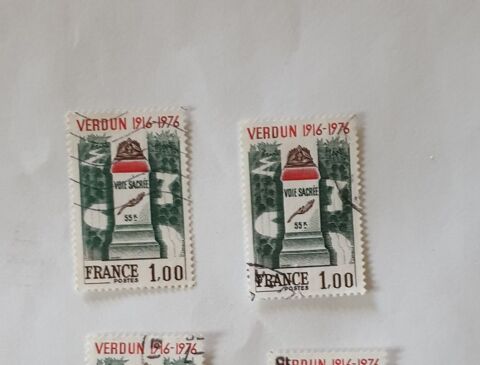 VERDUN 1916-1976
VOIE SACRÉE
FRANCE 1.00
POSTES
VERDUN 1916-1976
VOIE SACRÉE
FRANCE 1.00
POSTES
VERDUN 1916-1976
VERDUN 1916-1976